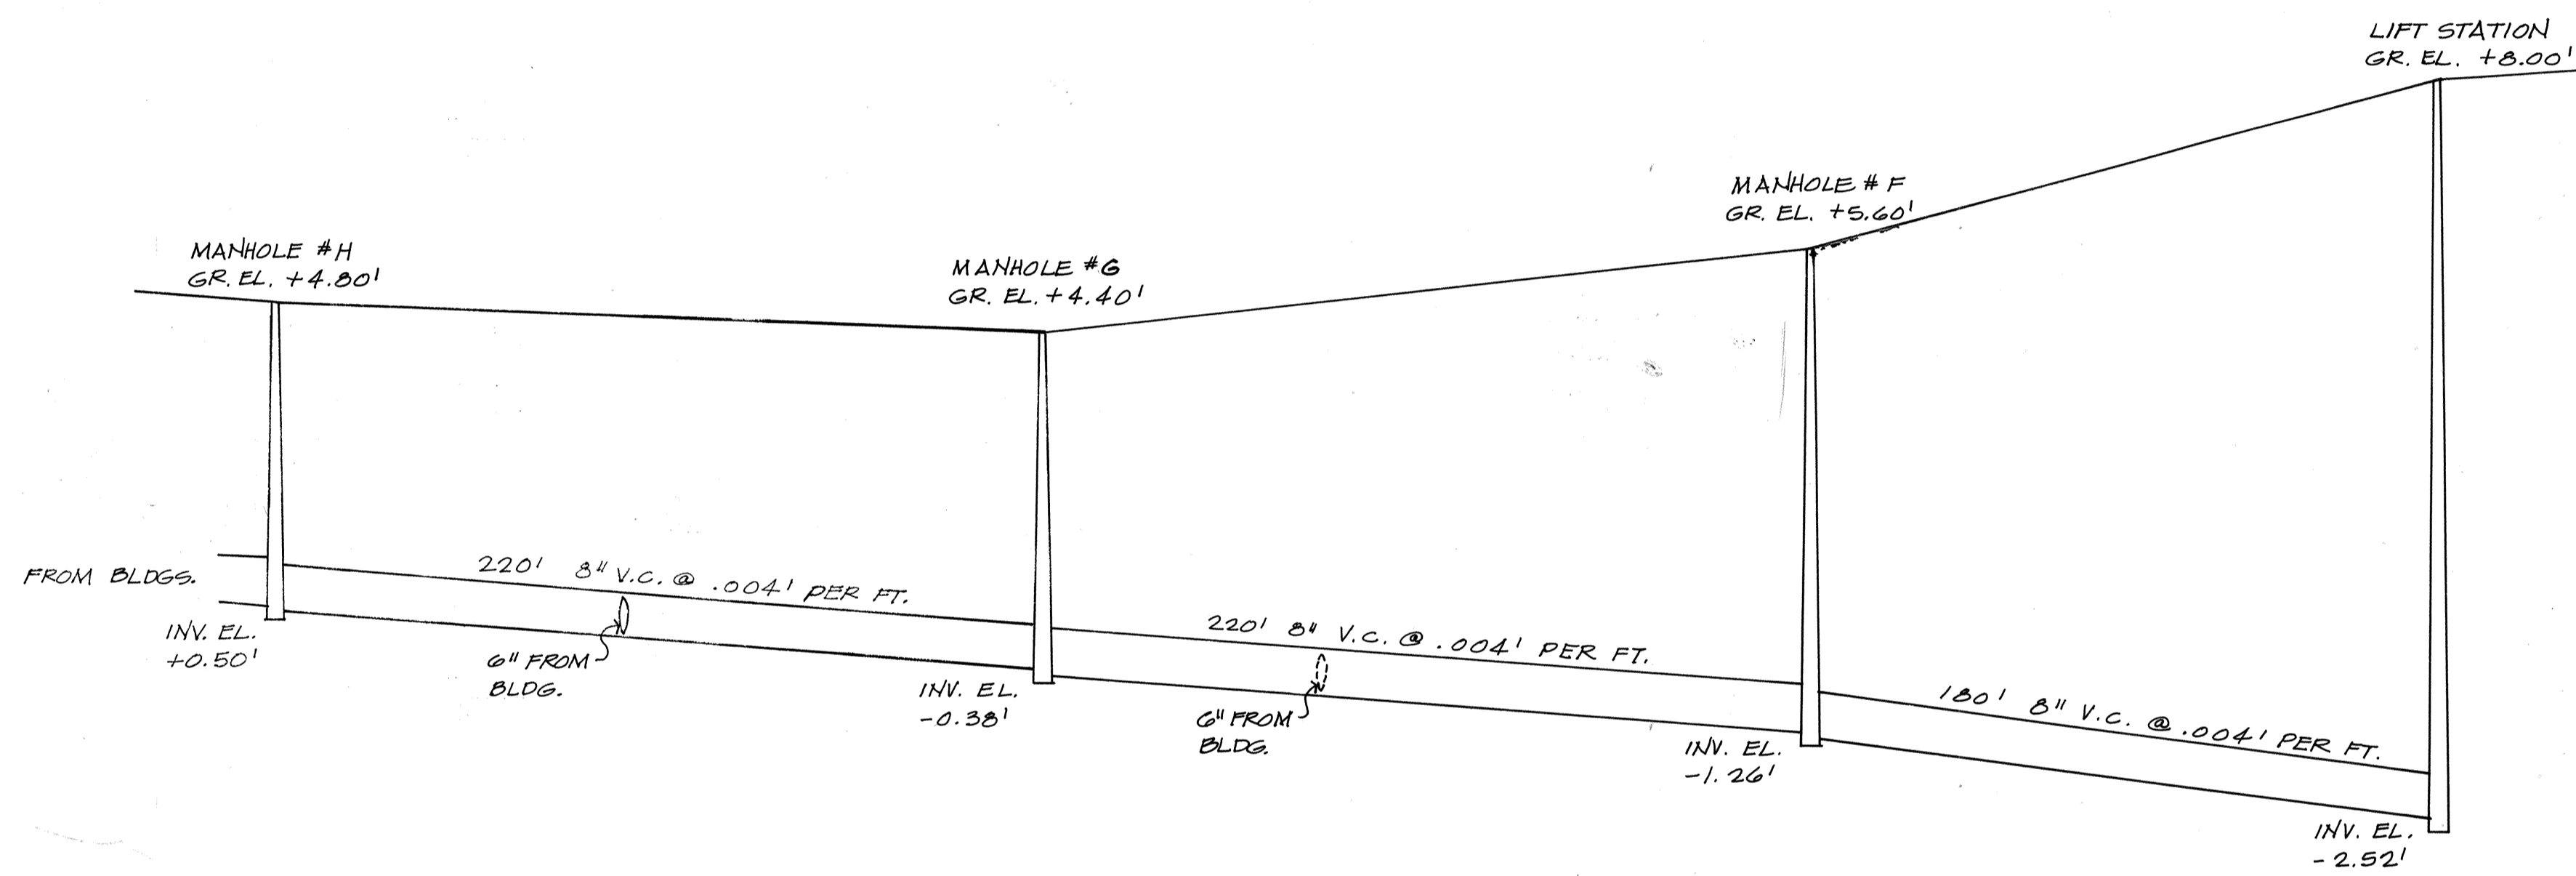 LIFT STATION
GR. EL. +8.00'
MANHOLE # F
GR. EL. +5.60'
MANHOLE #H
GR. EL. +4.80'
MANHOLE #G
GR. EL. +4.40'
FROM BLDGS.
220' 8" V.C. @ .004' PER FT.
INV. EL.
+0.50'
6" FROM
BLDG.
INV. EL.
-0.38'
220' 8" V.C. @ .004' PER FT.
6" FROM
BLDG.
INV. EL.
-1.26'
180' 8" V.C. @ .004' PER FT.
INV. EL.
-2.52'